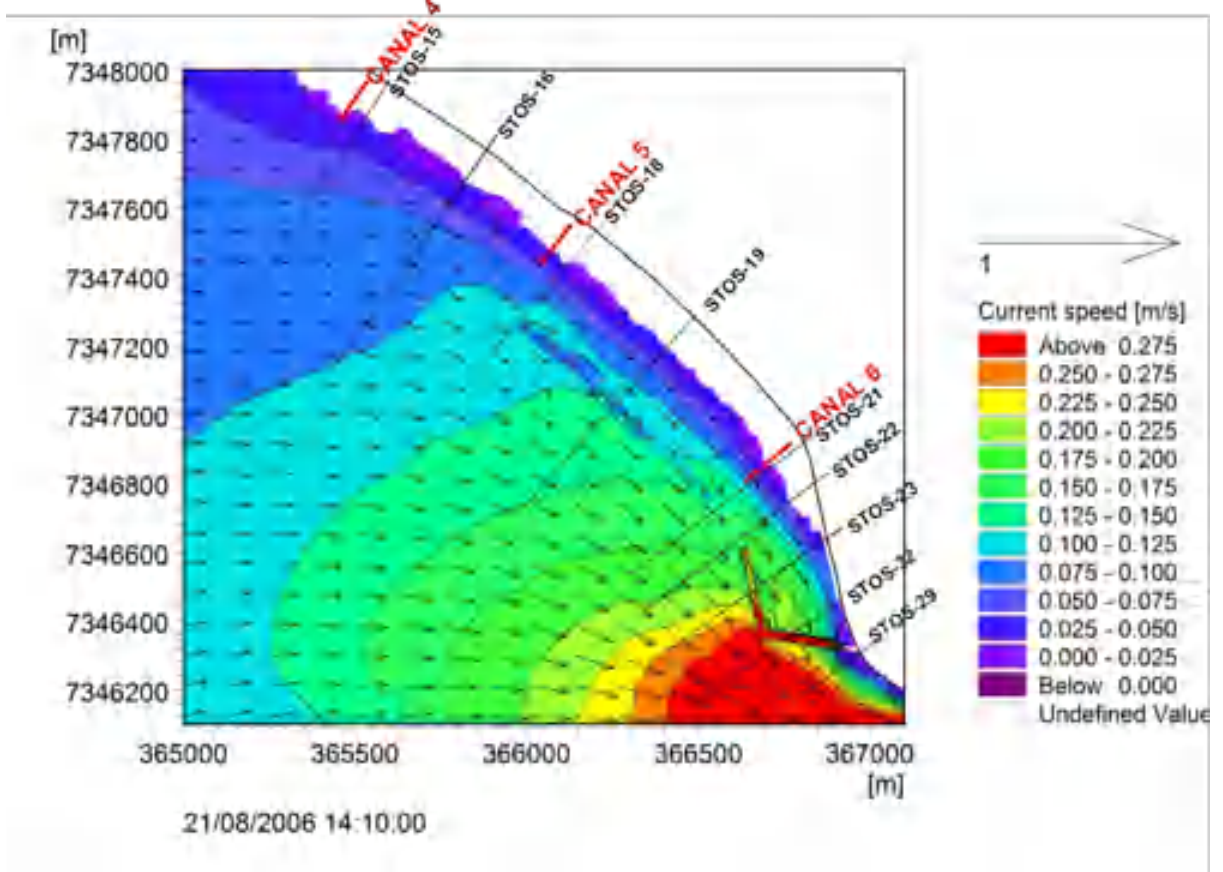 [m]
7348000
7347800
7347600
7347400
7347200
7347000
7346800
7346600
7346400
7346200
365000 365500 366000 366500 367000
[m]
CANAL 4
STOS-15
STOS-16
CANAL 5
STOS-18
STOS-19
CANAL 6
STOS-21
STOS-22
STOS-23
STOS-32
STOS-29
1
Current speed [m/s]
Above 0.275
0.250 - 0.275
0.225 - 0.250
0.200 - 0.225
0.175 - 0.200
0.150 - 0.175
0.125 - 0.150
0.100 - 0.125
0.075 - 0.100
0.050 - 0.075
0.025 - 0.050
0.000 - 0.025
Below 0.000
Undefined Value
21/08/2006 14:10:00